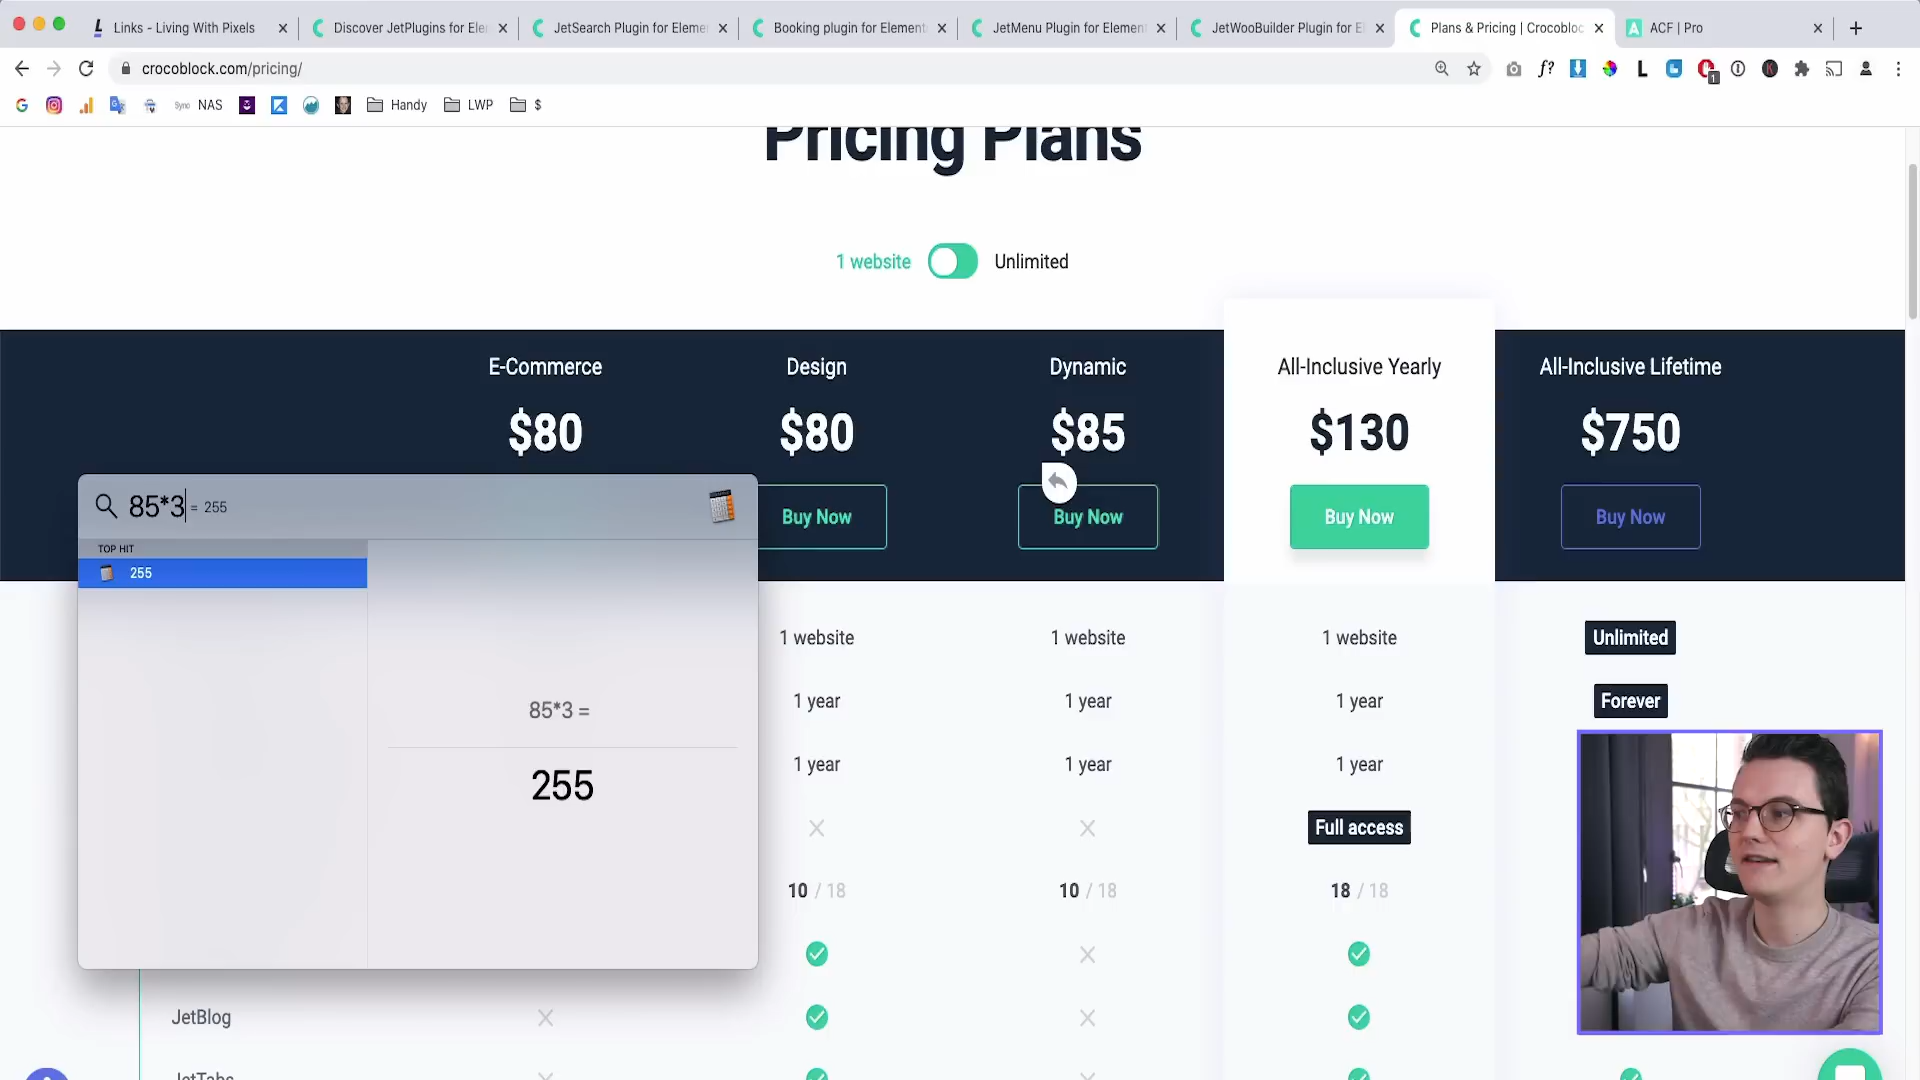 Links - Living With Pixels
Discover JetPlugins for Ele
JetSearch Plugin for Eleme
Booking plugin for Element
JetMenu Plugin for Element
JetWooBuilder Plugin for E
Plans & Pricing | Crocobloc
ACF | Pro
crocoblock.com/pricing/
f?
L
1
K
Syno NAS
Handy
LWP
$
Pricing Plans
1 website
Unlimited
E-Commerce
Design
Dynamic
All-Inclusive Yearly
All-Inclusive Lifetime
$80
$80
$85
$130
$750
85*3 = 255
Buy Now
Buy Now
Buy Now
Buy Now
TOP HIT
255
1 website
1 website
1 website
Unlimited
85*3 =
1 year
1 year
1 year
Forever
255
1 year
1 year
1 year
Full access
10 / 18
10 / 18
18 / 18
JetBlog
JetTabs